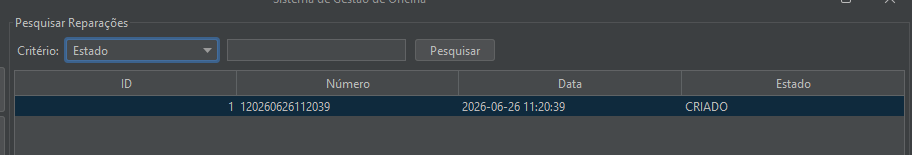 Sistema de Gestão de Oficina
Pesquisar Reparações
Critério: Estado Pesquisar
ID Número Data Estado
1 120260626112039 2026-06-26 11:20:39 CRIADO